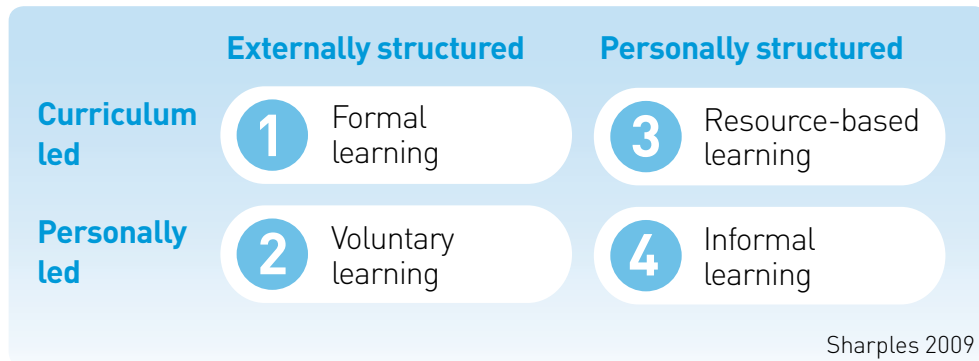 Externally structured
Personally structured
Curriculum
led
1
Formal
learning
3
Resource-based
learning
Personally
led
2
Voluntary
learning
4
Informal
learning
Sharples 2009